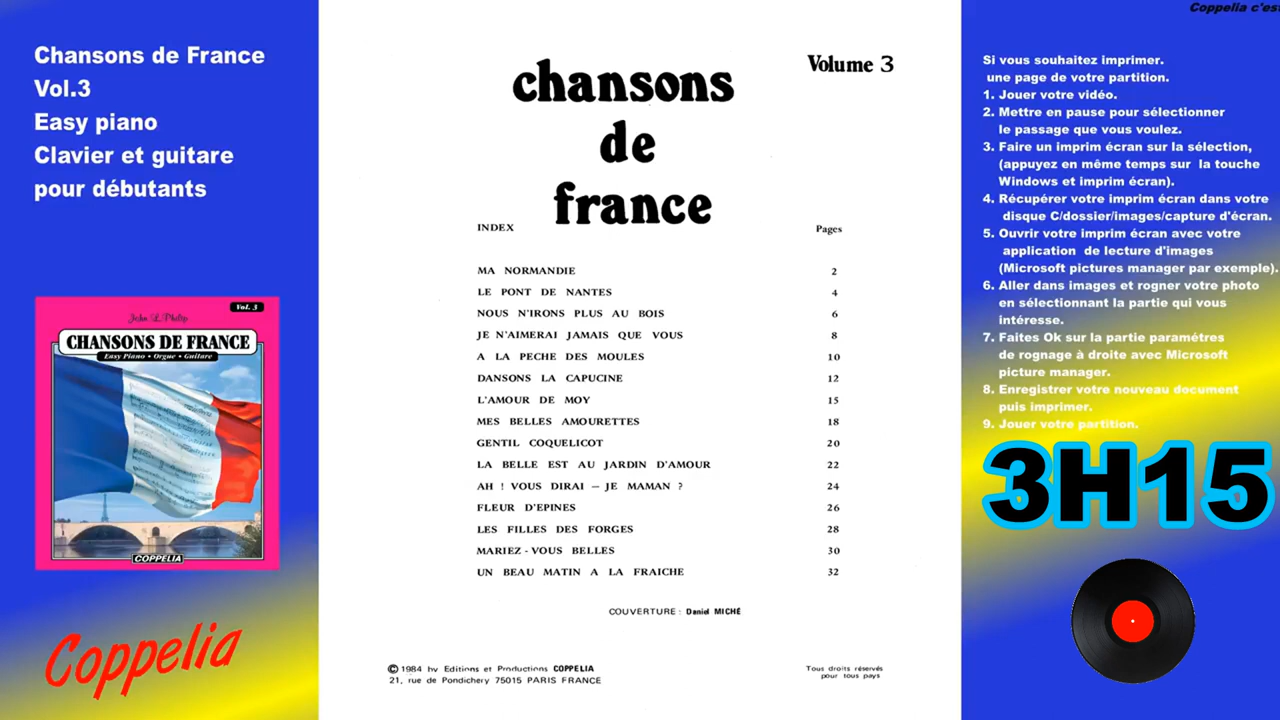 Coppelia c'est
Chansons de France
Vol.3
Easy piano
Clavier et guitare
pour débutants
Vol. 3
John L. Philip
CHANSONS DE FRANCE
Easy Piano • Orgue • Guitare
COPPELIA
Coppelia
chansons
de
france
Volume 3
INDEX Pages
MA NORMANDIE 2
LE PONT DE NANTES 4
NOUS N'IRONS PLUS AU BOIS 6
JE N'AIMERAI JAMAIS QUE VOUS 8
A LA PECHE DES MOULES 10
DANSONS LA CAPUCINE 12
L'AMOUR DE MOY 15
MES BELLES AMOURETTES 18
GENTIL COQUELICOT 20
LA BELLE EST AU JARDIN D'AMOUR 22
AH ! VOUS DIRAI – JE MAMAN ? 24
FLEUR D'EPINES 26
LES FILLES DES FORGES 28
MARIEZ - VOUS BELLES 30
UN BEAU MATIN A LA FRAICHE 32
COUVERTURE : Daniel MICHÉ
© 1984 by Editions et Productions COPPELIA
21, rue de Pondichery 75015 PARIS FRANCE
Tous droits réservés
pour tous pays
Si vous souhaitez imprimer.
une page de votre partition.
1. Jouer votre vidéo.
2. Mettre en pause pour sélectionner
le passage que vous voulez.
3. Faire un imprim écran sur la sélection,
(appuyez en même temps sur la touche
Windows et imprim écran).
4. Récupérer votre imprim écran dans votre
disque C/dossier/images/capture d'écran.
5. Ouvrir votre imprim écran avec votre
application de lecture d'images
(Microsoft pictures manager par exemple).
6. Aller dans images et rogner votre photo
en sélectionnant la partie qui vous
intéresse.
7. Faites Ok sur la partie paramétres
de rognage à droite avec Microsoft
picture manager.
8. Enregistrer votre nouveau document
puis imprimer.
9. Jouer votre partition.
3H15